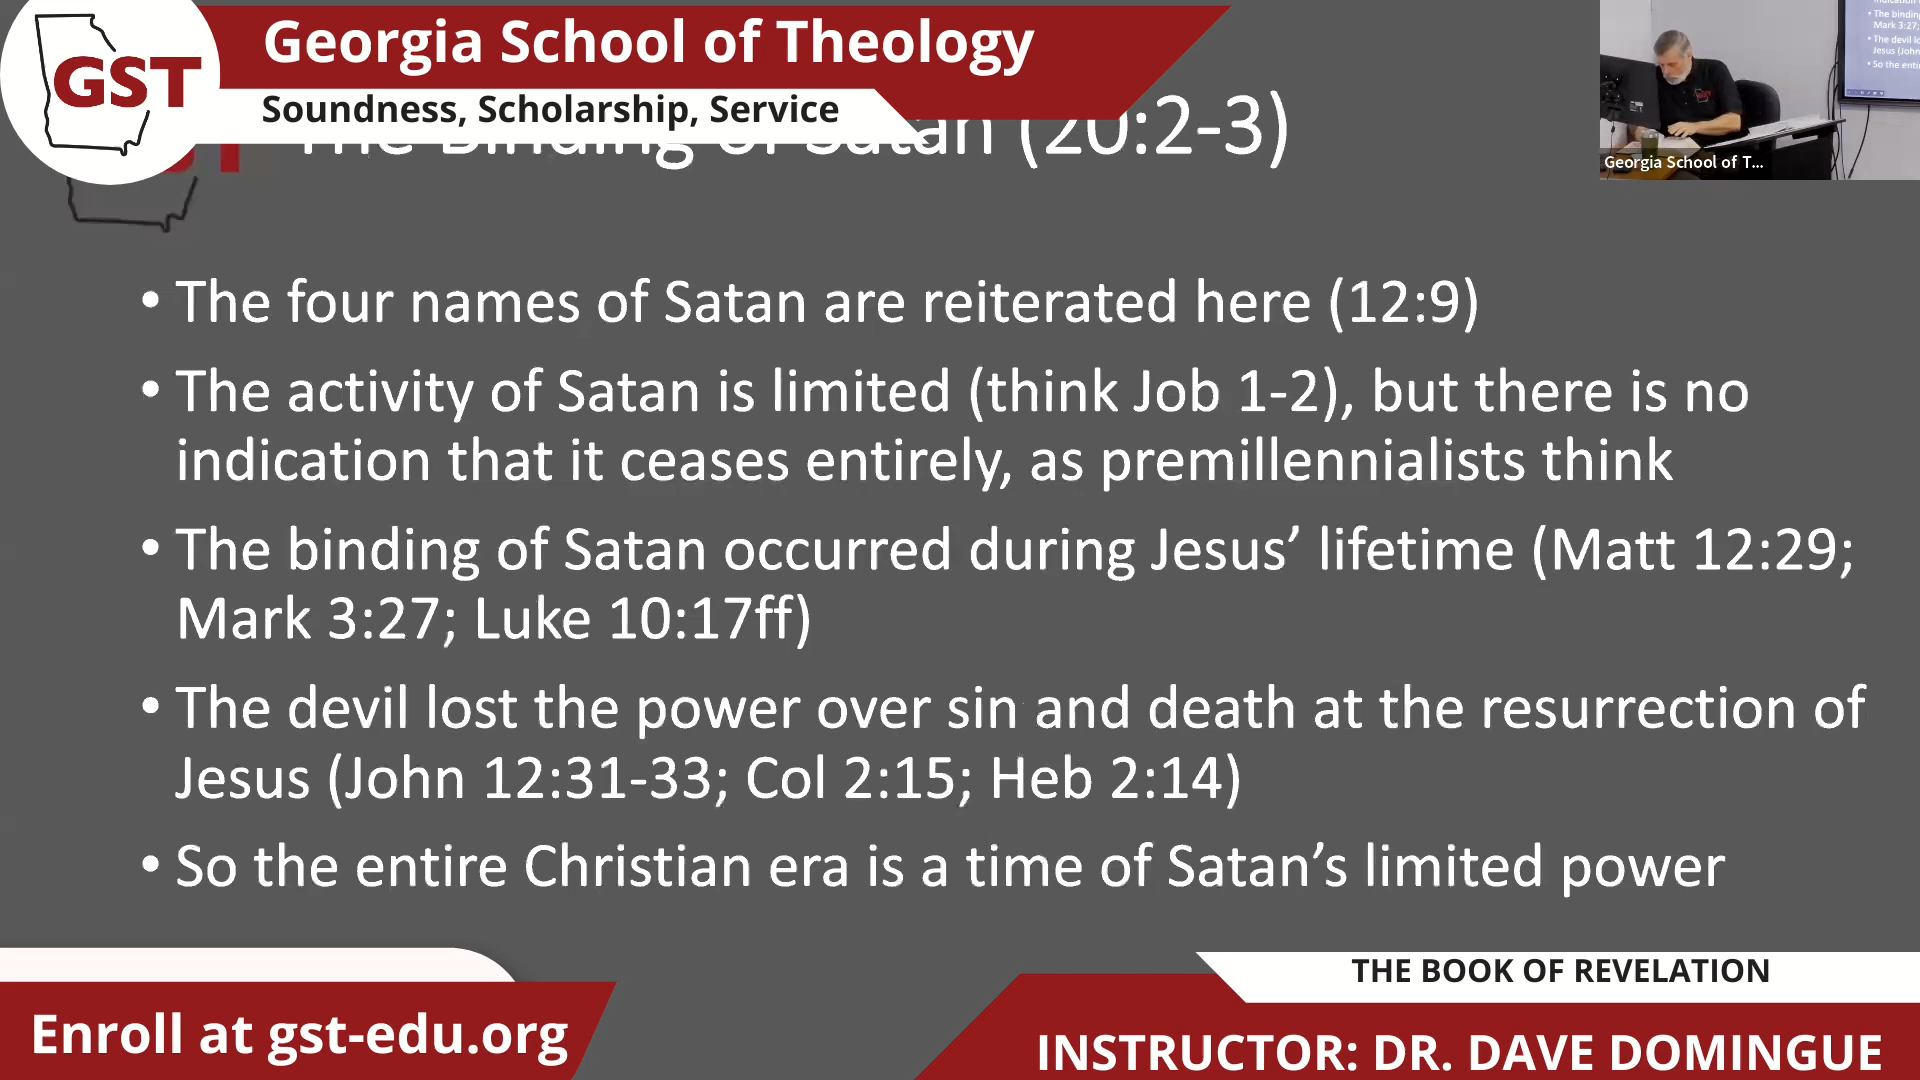 GST
Georgia School of Theology
Soundness, Scholarship, Service
The Binding of Satan (20:2-3)
Georgia School of T...
• The four names of Satan are reiterated here (12:9)
• The activity of Satan is limited (think Job 1-2), but there is no
indication that it ceases entirely, as premillennialists think
• The binding of Satan occurred during Jesus’ lifetime (Matt 12:29;
Mark 3:27; Luke 10:17ff)
• The devil lost the power over sin and death at the resurrection of
Jesus (John 12:31-33; Col 2:15; Heb 2:14)
• So the entire Christian era is a time of Satan’s limited power
THE BOOK OF REVELATION
Enroll at gst-edu.org
INSTRUCTOR: DR. DAVE DOMINGUE